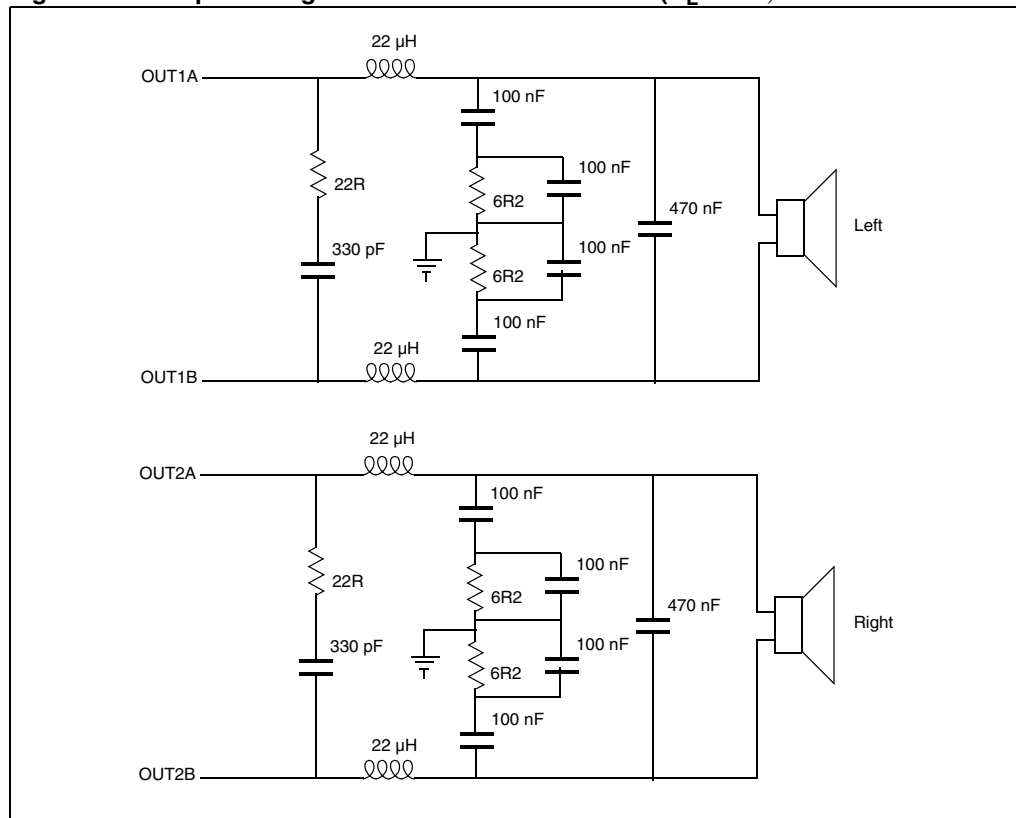 22 µH
OUT1A
100 nF
100 nF
22R
6R2
470 nF
Left
330 pF
100 nF
6R2
100 nF
22 µH
OUT1B
22 µH
OUT2A
100 nF
100 nF
22R
6R2
470 nF
Right
330 pF
100 nF
6R2
100 nF
22 µH
OUT2B